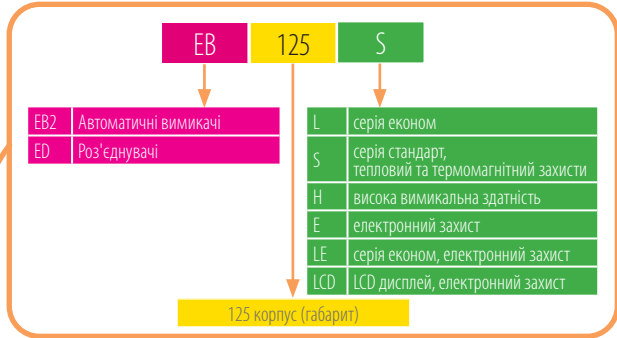 EB 125 S
EB2 Автоматичні вимикачі
ED Роз'єднувачі
L серія економ
S серія стандарт,
тепловий та термомагнітний захисти
H висока вимикальна здатність
E електронний захист
LE серія економ, електронний захист
LCD LCD дисплей, електронний захист
125 корпус (габарит)